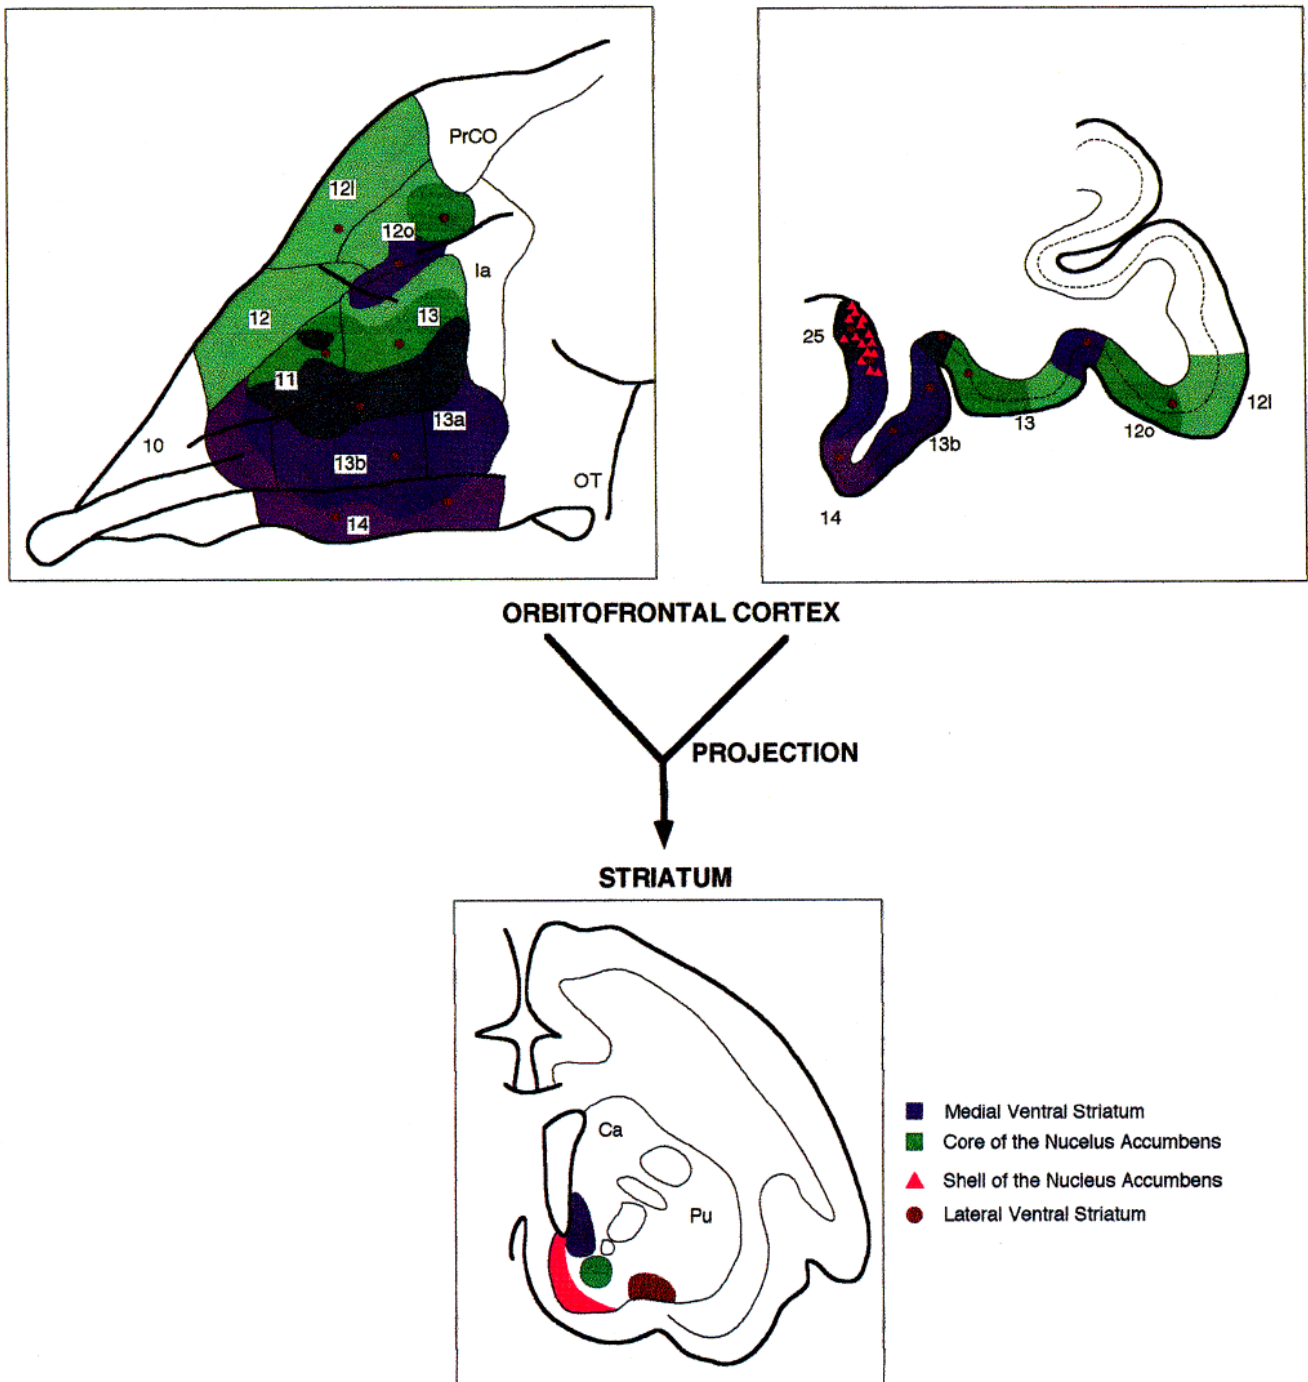 PrCO
12l
12o
Ia
12
13
11
13a
10
13b
OT
14
25
12l
13
12o
13b
14
ORBITOFRONTAL CORTEX
PROJECTION
STRIATUM
Ca
Pu
Medial Ventral Striatum
Core of the Nucelus Accumbens
Shell of the Nucleus Accumbens
Lateral Ventral Striatum